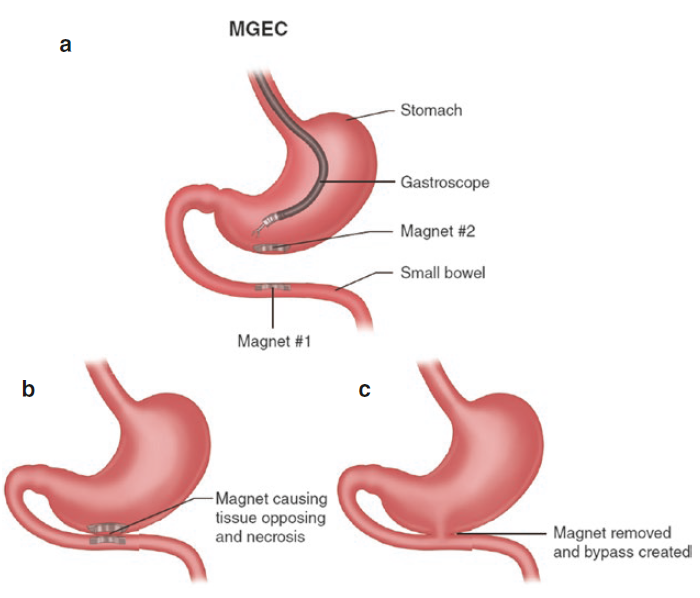 MGEC
a
Stomach
Gastroscope
Magnet #2
Small bowel
Magnet #1
b
Magnet causing
tissue opposing
and necrosis
c
Magnet removed
and bypass created